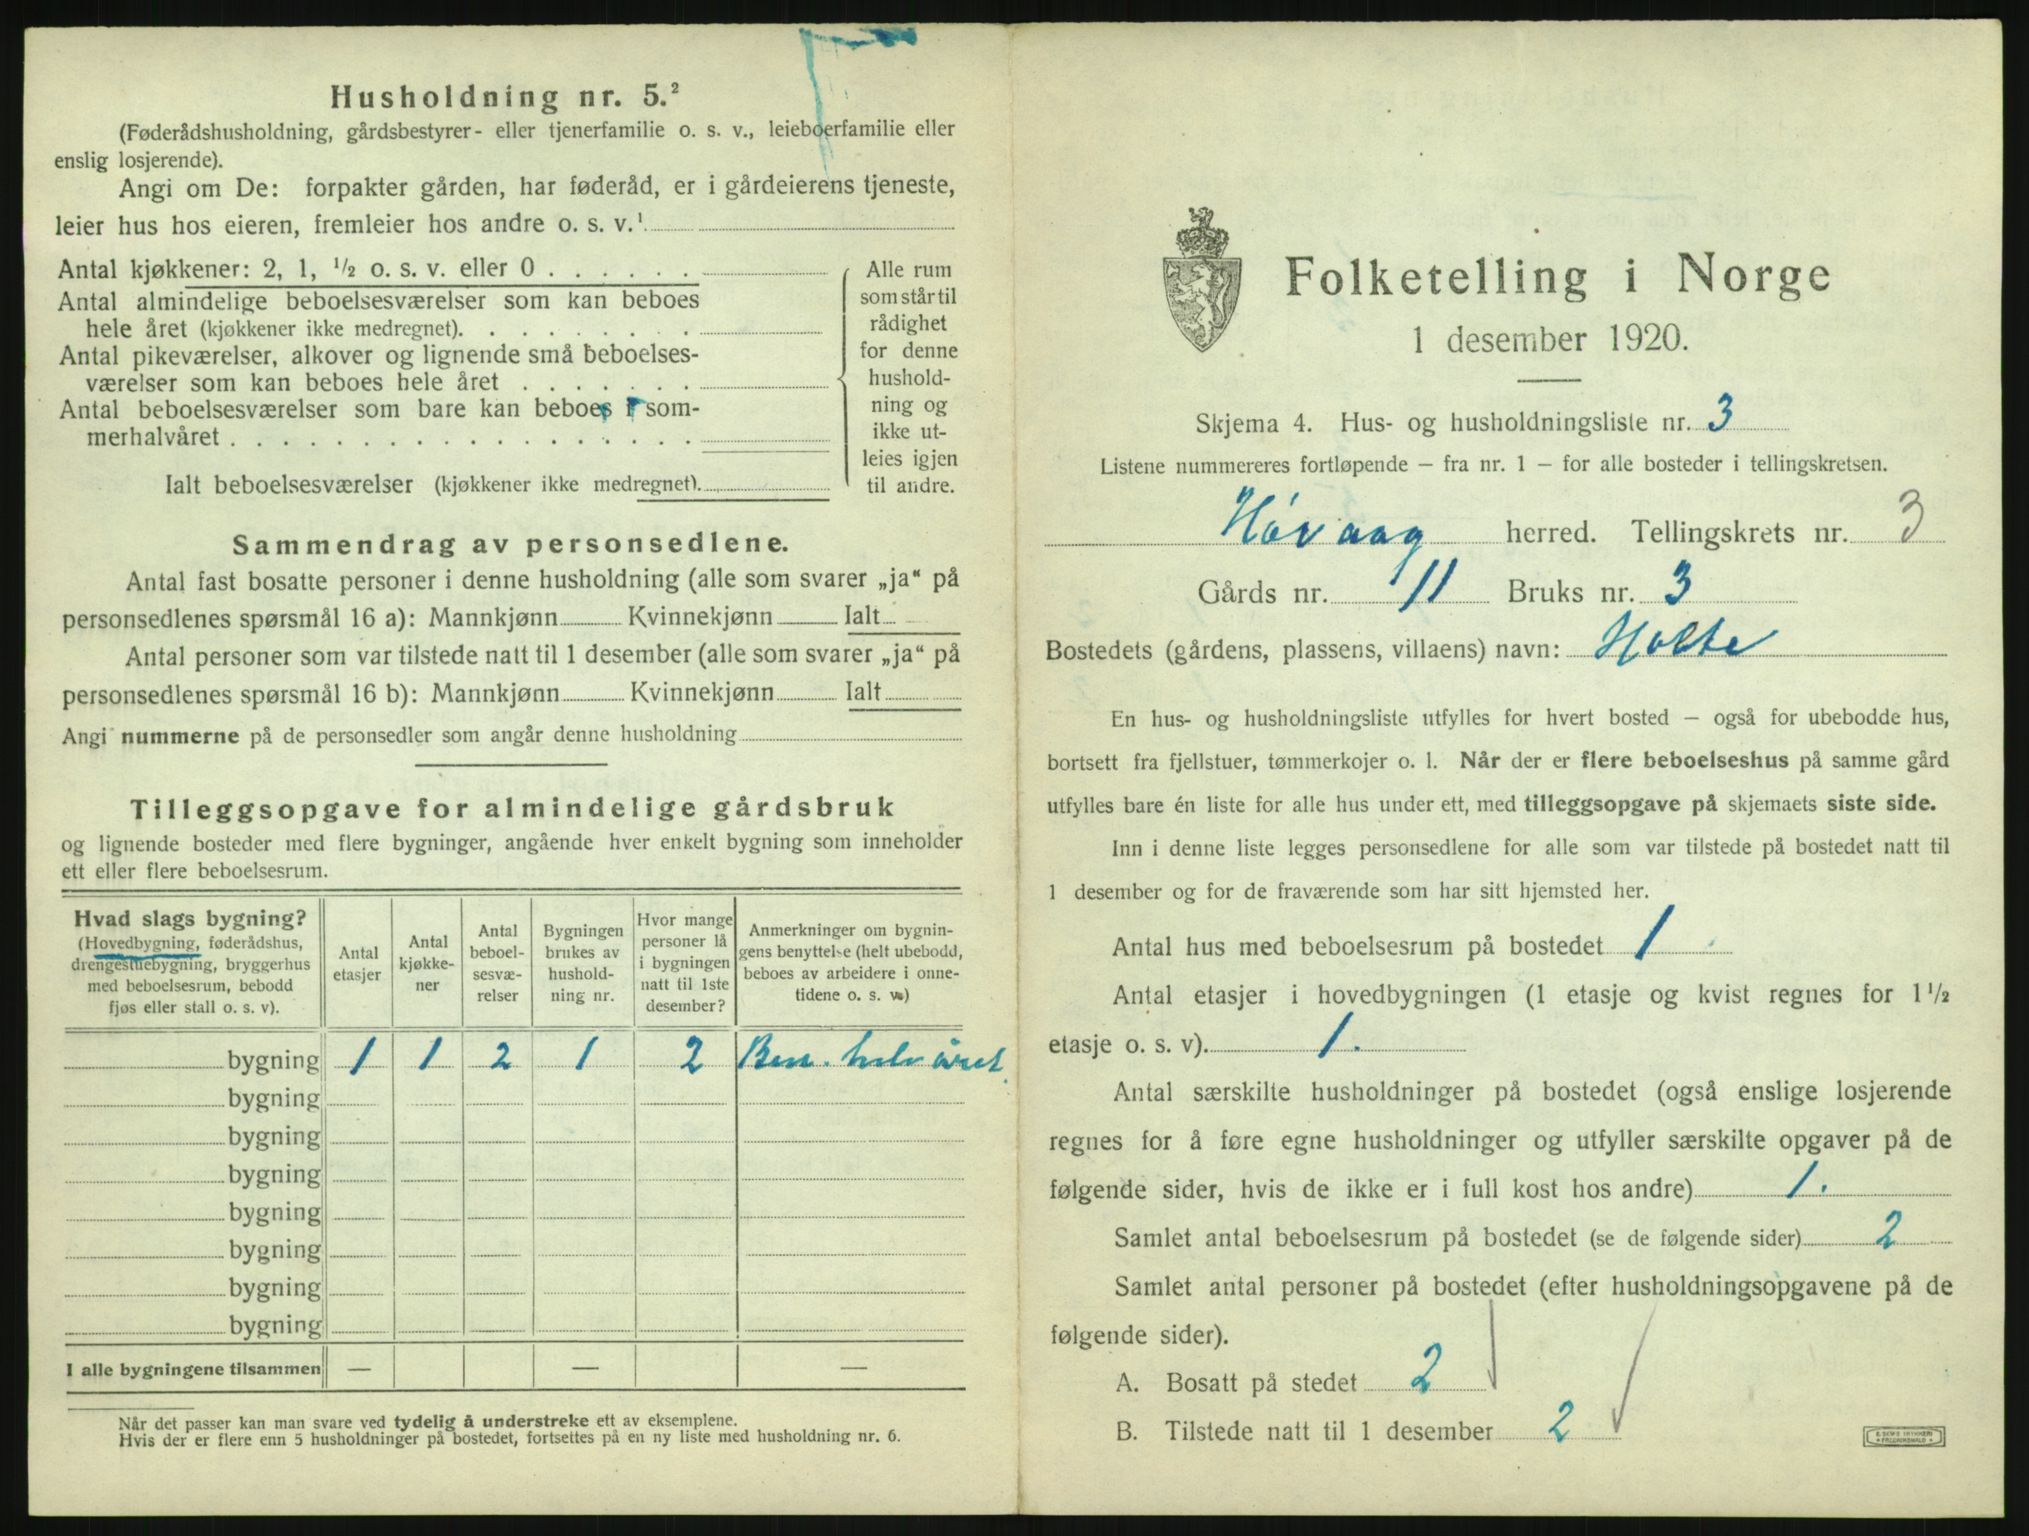 Husholdning nr. 5.²
(Føderådshusholdning, gårdsbestyrer- eller tjenerfamilie o. s. v., leieboerfamilie eller
enslig losjerende).
Angi om De: forpakter gården, har føderåd, er i gårdeierens tjeneste,
leier hus hos eieren, fremleier hos andre o. s. v.¹
Antal kjøkkener: 2, 1, ½ o. s. v. eller 0 . . . . . .
Antal almindelige beboelsesværelser som kan beboes
hele året (kjøkkener ikke medregnet). . . . . . . . .
Antal pikeværelser, alkover og lignende små beboelses-
værelser som kan beboes hele året . . . . . . .
Antal beboelsesværelser som bare kan beboes i som-
merhalvåret . . . . . . . . . . . . . . . . . .
Ialt beboelsesværelser (kjøkkener ikke medregnet).
Alle rum
som står til
rådighet
for denne
hushold-
ning og
ikke ut-
leies igjen
til andre.
Sammendrag av personsedlene.
Antal fast bosatte personer i denne husholdning (alle som svarer „ja“ på
personsedlenes spørsmål 16 a): Mannkjønn Kvinnekjønn Ialt
Antal personer som var tilstede natt til 1 desember (alle som svarer „ja“ på
personsedlenes spørsmål 16 b): Mannkjønn Kvinnekjønn Ialt
Angi nummerne på de personsedler som angår denne husholdning
Tilleggsopgave for almindelige gårdsbruk
og lignende bosteder med flere bygninger, angående hver enkelt bygning som inneholder
ett eller flere beboelsesrum.
Hvad slags bygning?
(Hovedbygning, føderådshus,
drengestuebygning, bryggerhus
med beboelsesrum, bebodd
fjøs eller stall o. s. v).
Antal
etasjer
Antal
kjøkke-
ner
Antal
beboel-
sesvæ-
relser
Bygningen
brukes av
hushold-
ning nr.
Hvor mange
personer lå
i bygningen
natt til 1ste
desember?
Anmerkninger om bygnin-
gens benyttelse (helt ubebodd,
beboes av arbeidere i onne-
tidene o. s. v.)
bygning 1 1 2 1 2 året.
bygning
bygning
bygning
bygning
bygning
bygning
bygning
I alle bygningene tilsammen — — —
Når det passer kan man svare ved tydelig å understreke ett av eksemplene.
Hvis der er flere enn 5 husholdninger på bostedet, fortsettes på en ny liste med husholdning nr. 6.
Folketelling i Norge
1 desember 1920.
Skjema 4. Hus- og husholdningsliste nr. 3
Listene nummereres fortløpende — fra nr. 1 — for alle bosteder i tellingskretsen.
Høvaag herred. Tellingskrets nr. 3
Gårds nr. 11 Bruks nr. 3
Bostedets (gårdens, plassens, villaens) navn: Holte
En hus- og husholdningsliste utfylles for hvert bosted — også for ubebodde hus,
bortsett fra fjellstuer, tømmerkojer o. l. Når der er flere beboelseshus på samme gård
utfylles bare én liste for alle hus under ett, med tilleggsopgave på skjemaets siste side.
Inn i denne liste legges personsedlene for alle som var tilstede på bostedet natt til
1 desember og for de fraværende som har sitt hjemsted her.
Antal hus med beboelsesrum på bostedet 1
Antal etasjer i hovedbygningen (1 etasje og kvist regnes for 1 ½
etasje o. s. v). 1.
Antal særskilte husholdninger på bostedet (også enslige losjerende
regnes for å føre egne husholdninger og utfyller særskilte opgaver på de
følgende sider, hvis de ikke er i full kost hos andre) 1.
Samlet antal beboelsesrum på bostedet (se de følgende sider) 2
Samlet antal personer på bostedet (efter husholdningsopgavene på de
følgende sider).
A. Bosatt på stedet 2
B. Tilstede natt til 1 desember 2